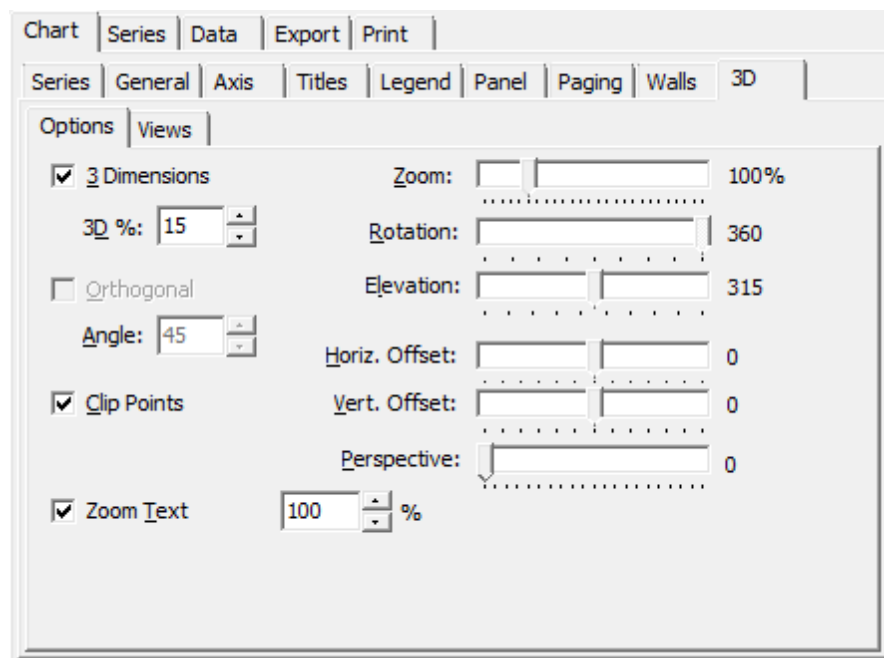 Chart Series Data Export Print
Series General Axis Titles Legend Panel Paging Walls 3D
Options Views
3 Dimensions Zoom: 100%
3D %: 15 Rotation: 360
Orthogonal Elevation: 315
Angle: 45
Horiz. Offset: 0
Clip Points Vert. Offset: 0
Perspective: 0
Zoom Text 100 %